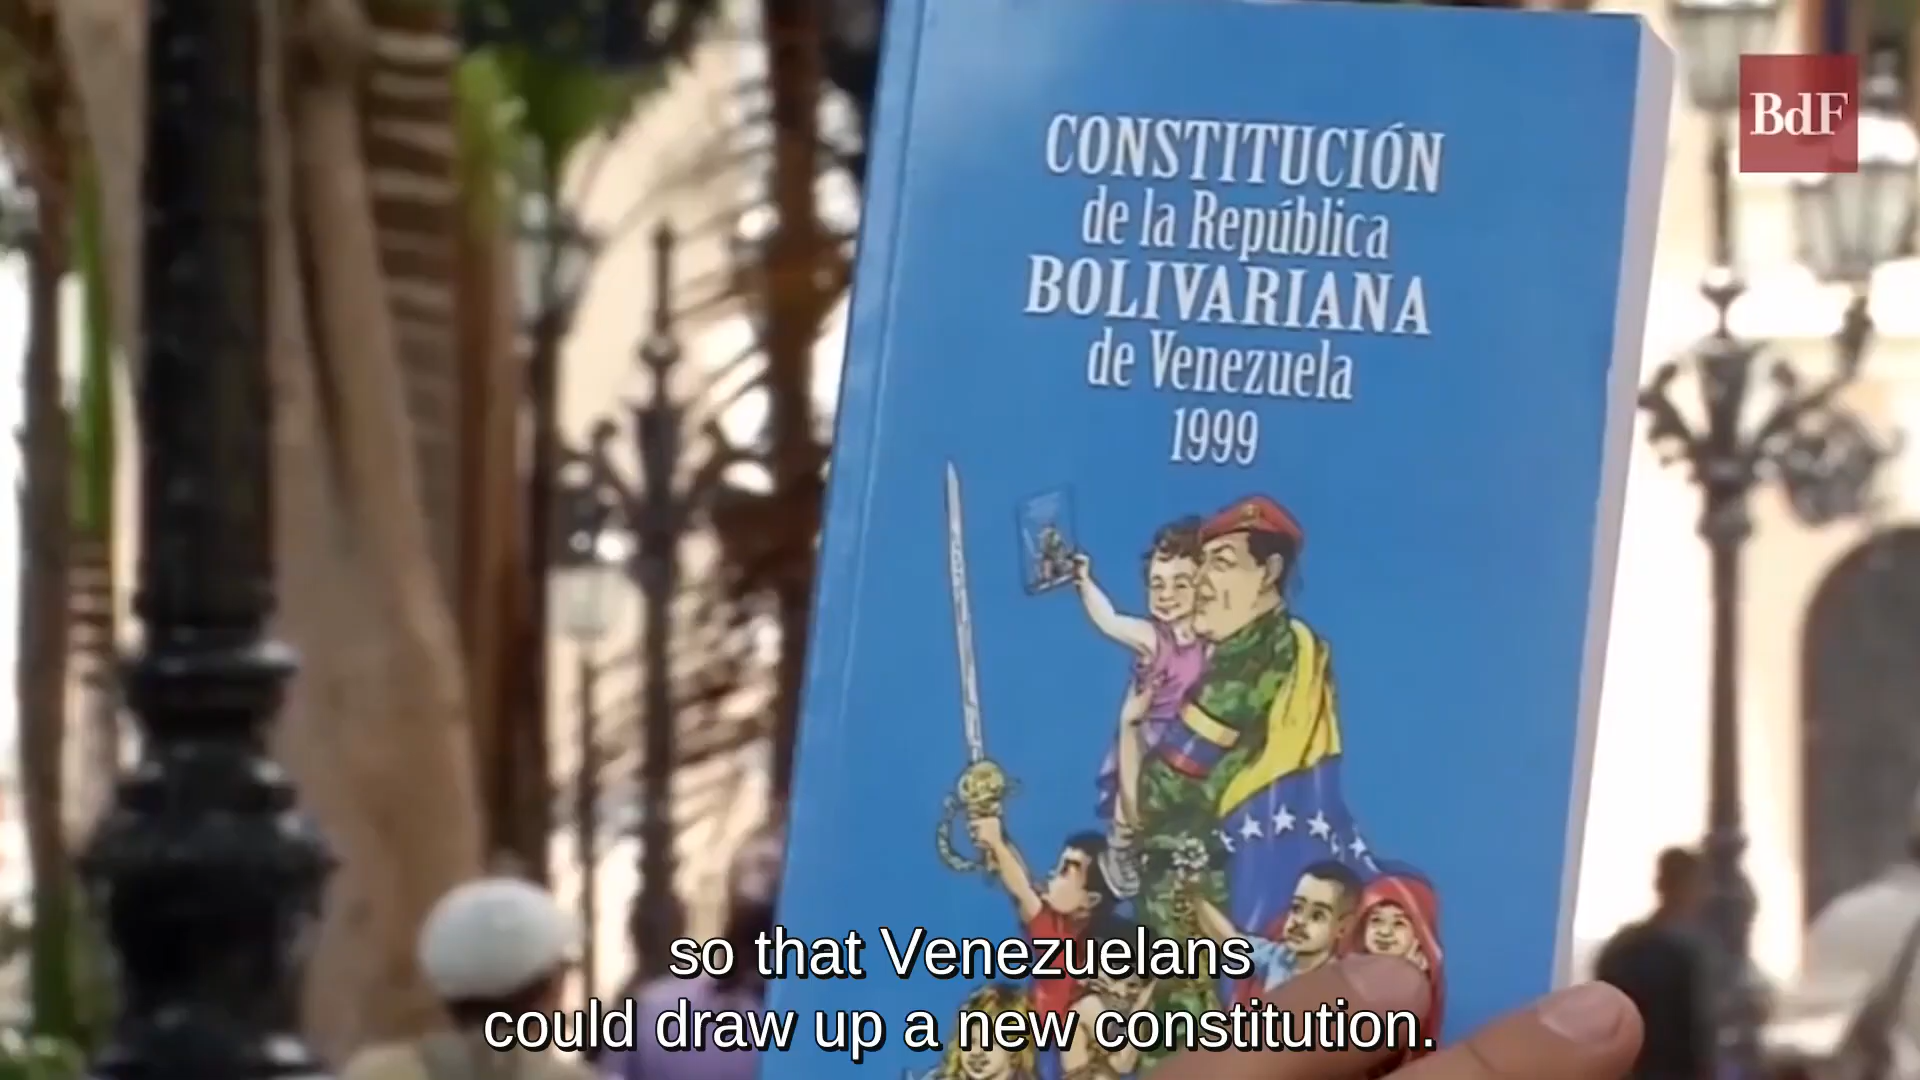 BdF
CONSTITUCIÓN
de la República
BOLIVARIANA
de Venezuela
1999
so that Venezuelans
could draw up a new constitution.